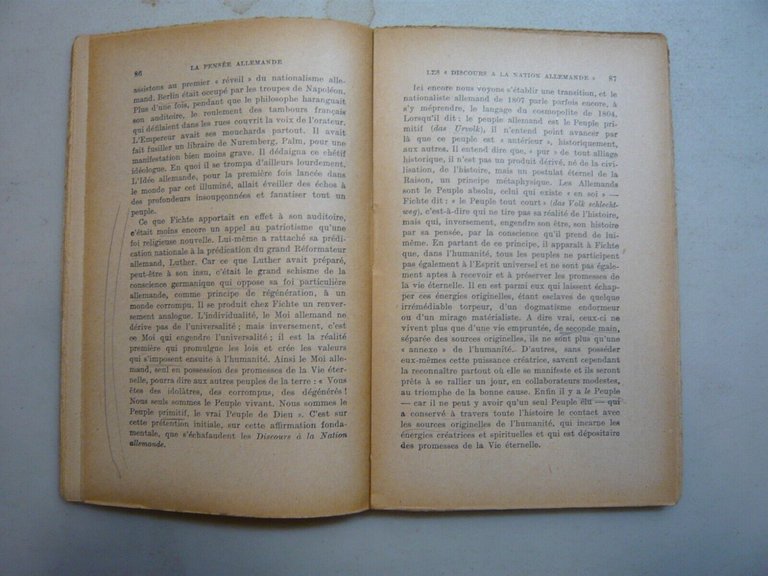 86
LA PENSÉE ALLEMANDE
assistons au premier « réveil » du nationalisme alle-
mand. Berlin était occupé par les troupes de Napoléon.
Plus d'une fois, pendant que le philosophe haranguait
son auditoire, le roulement des tambours français
qui défilaient dans les rues couvrit la voix de l'orateur.
L'Empereur avait ses mouchards partout. Il avait
fait fusiller un libraire de Nuremberg, Palm, pour une
manifestation bien moins grave. Il dédaigna ce chétif
idéologue. En quoi il se trompa d'ailleurs lourdement.
L'Idée allemande, pour la première fois lancée dans
le monde par cet illuminé, allait éveiller des échos à
des profondeurs insoupçonnées et fanatiser tout un
peuple.
Ce que Fichte apportait en effet à son auditoire,
c'était moins encore un appel au patriotisme qu'une
foi religieuse nouvelle. Lui-même a rattaché sa prédi-
cation nationale à la prédication du grand Réformateur
allemand, Luther. Car ce que Luther avait préparé,
peut-être à son insu, c'était le grand schisme de la
conscience germanique qui oppose sa foi particulière
allemande, comme principe de régénération, à un
monde corrompu. Il se produit chez Fichte un renver-
sement analogue. L'individualité, le Moi allemand ne
dérive pas de l'universalité ; mais inversement, c'est
ce Moi qui engendre l'universalité ; il est la réalité
première qui promulgue les lois et crée les valeurs
qui s'imposent ensuite à l'humanité. Ainsi le Moi alle-
mand, seul en possession des promesses de la Vie éter-
nelle, pourra dire aux autres peuples de la terre : « Vous
êtes des idolâtres, des corrompus, des dégénérés !
Nous seuls sommes le Peuple vivant. Nous sommes le
Peuple primitif, le vrai Peuple de Dieu ». C'est sur
cette prétention initiale, sur cette affirmation fonda-
mentale, que s'échafaudent les Discours à la Nation
allemande.
LES « DISCOURS A LA NATION ALLEMANDE »
87
Ici encore nous voyons s'établir une transition, et le
nationaliste allemand de 1807 parle parfois encore, à
s'y méprendre, le langage du cosmopolite de 1804.
Lorsqu'il dit : le peuple allemand est le Peuple pri-
mitif (das Urvolk), il n'entend point avancer par
là que ce peuple est « antérieur », historiquement,
aux autres. Il entend dire que, « pur » de tout alliage
historique, il n'est pas un produit dérivé, né de la civi-
lisation, de l'histoire, mais un postulat éternel de la
Raison, un principe métaphysique. Les Allemands
sont le Peuple absolu, celui qui existe « en soi » —
Fichte dit : « le Peuple tout court » (das Volk schlecht-
weg), c'est-à-dire qui ne tire pas sa réalité de l'histoire,
mais qui, inversement, engendre son être, son histoire
par sa pensée, par la conscience qu'il prend de lui-
même. En partant de ce principe, il apparaît à Fichte
que, dans l'humanité, tous les peuples ne participent
pas également à l'Esprit universel et ne sont pas égale-
ment aptes à recevoir et à préserver les promesses de
la vie éternelle. Il en est parmi eux qui laissent échap-
per ces énergies originelles, étant esclaves de quelque
irrémédiable torpeur, d'un dogmatisme endormeur
ou d'un mirage matérialiste. A dire vrai, ceux-ci ne
vivent plus que d'une vie empruntée, de seconde main,
séparée des sources originelles, ils ne sont plus qu'une
« annexe » de l'humanité. D'autres, sans posséder
eux-mêmes cette puissance créatrice, savent cependant
la reconnaître partout où elle se manifeste et ils seront
prêts à se rallier un jour, en collaborateurs modestes,
au triomphe de la bonne cause. Enfin il y a le Peuple
— car il ne peut y avoir qu'un seul Peuple élu — qui
a conservé à travers toute l'histoire le contact avec
les sources originelles de l'humanité, qui incarne les
énergies créatrices et spirituelles et qui est dépositaire
des promesses de la Vie éternelle.